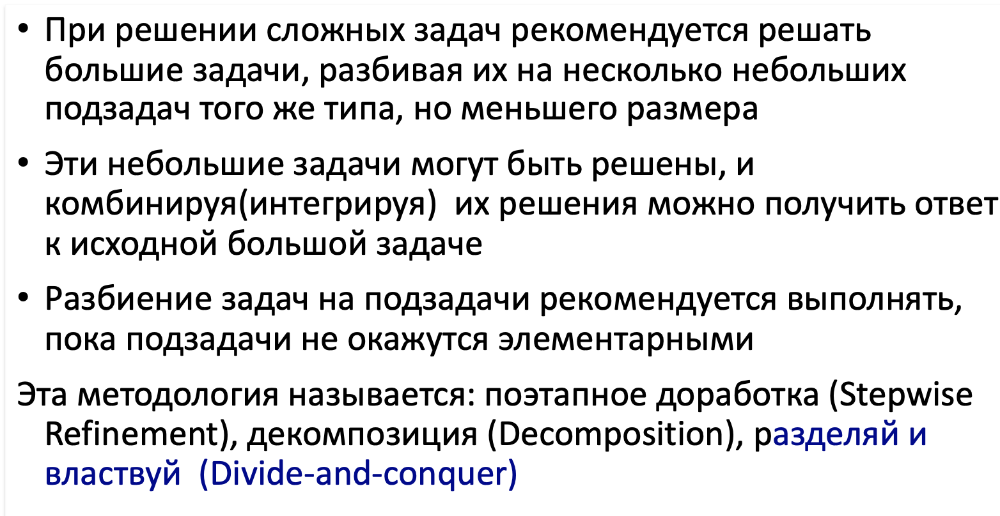 • При решении сложных задач рекомендуется решать
большие задачи, разбивая их на несколько небольших
подзадач того же типа, но меньшего размера
• Эти небольшие задачи могут быть решены, и
комбинируя(интегрируя)  их решения можно получить ответ
к исходной большой задаче
• Разбиение задач на подзадачи рекомендуется выполнять,
пока подзадачи не окажутся элементарными
Эта методология называется: поэтапное доработка (Stepwise
Refinement), декомпозиция (Decomposition), разделяй и
властвуй  (Divide-and-conquer)